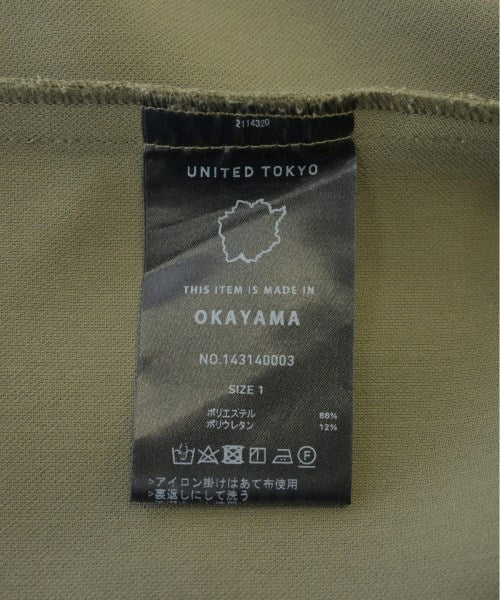 2114320
UNITED TOKYO
THIS ITEM IS MADE IN
OKAYAMA
NO.143140003
SIZE 1
ポリエステル 88%
ポリウレタン 12%
F
>アイロン掛けはあて布使用
>裏返しにして洗う